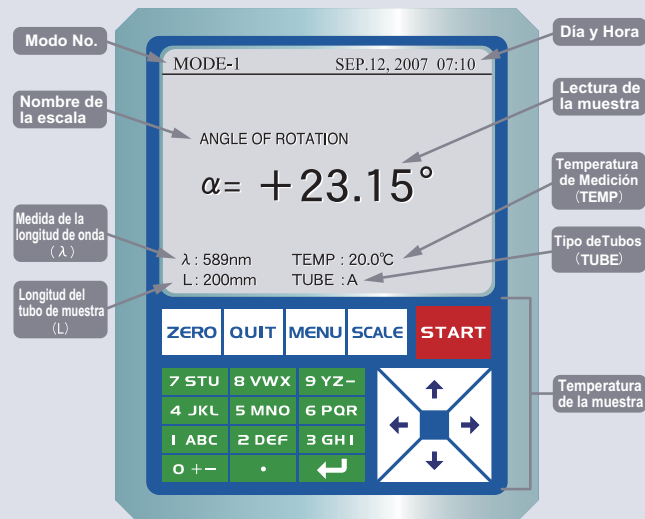 Modo No.
Día y Hora
MODE-1 SEP.12, 2007 07:10
Nombre de
la escala
Lectura de
la muestra
ANGLE OF ROTATION
α= +23.15°
Temperatura
de Medición
(TEMP)
Medida de la
longitud de onda
(λ)
Tipo deTubos
(TUBE)
λ : 589nm TEMP : 20.0℃
L : 200mm TUBE :A
Longitud del
tubo de muestra
(L)
ZERO QUIT MENU SCALE START
7 STU 8 VWX 9 YZ-
4 JKL 5 MNO 6 PQR
1 ABC 2 DEF 3 GHI
0 +- ·
Temperatura
de la muestra